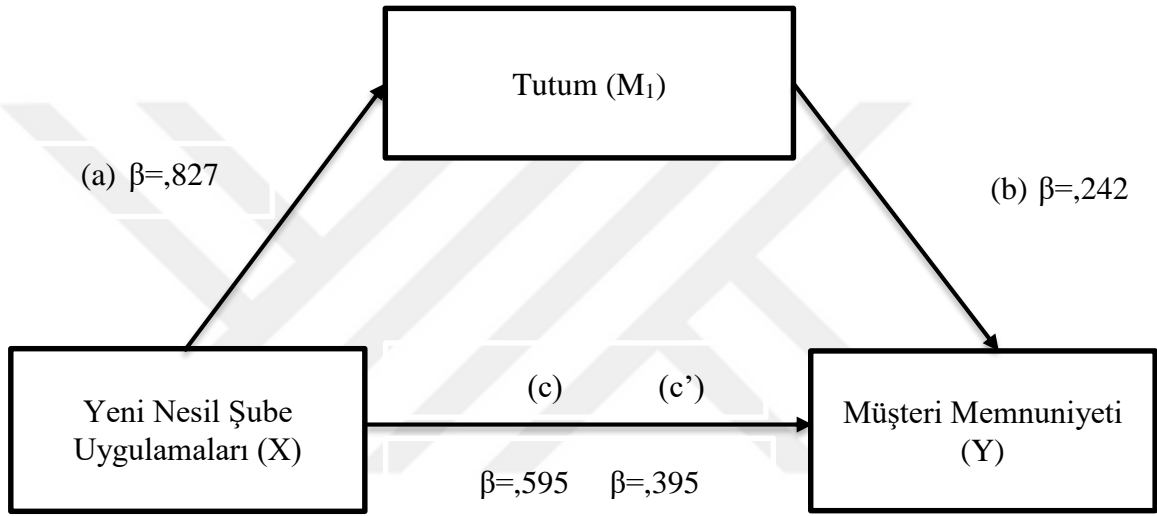 Tutum (M₁)
(a) β=,827
(b) β=,242
Yeni Nesil Şube
Uygulamaları (X)
(c) (c’)
β=,595 β=,395
Müşteri Memnuniyeti
(Y)